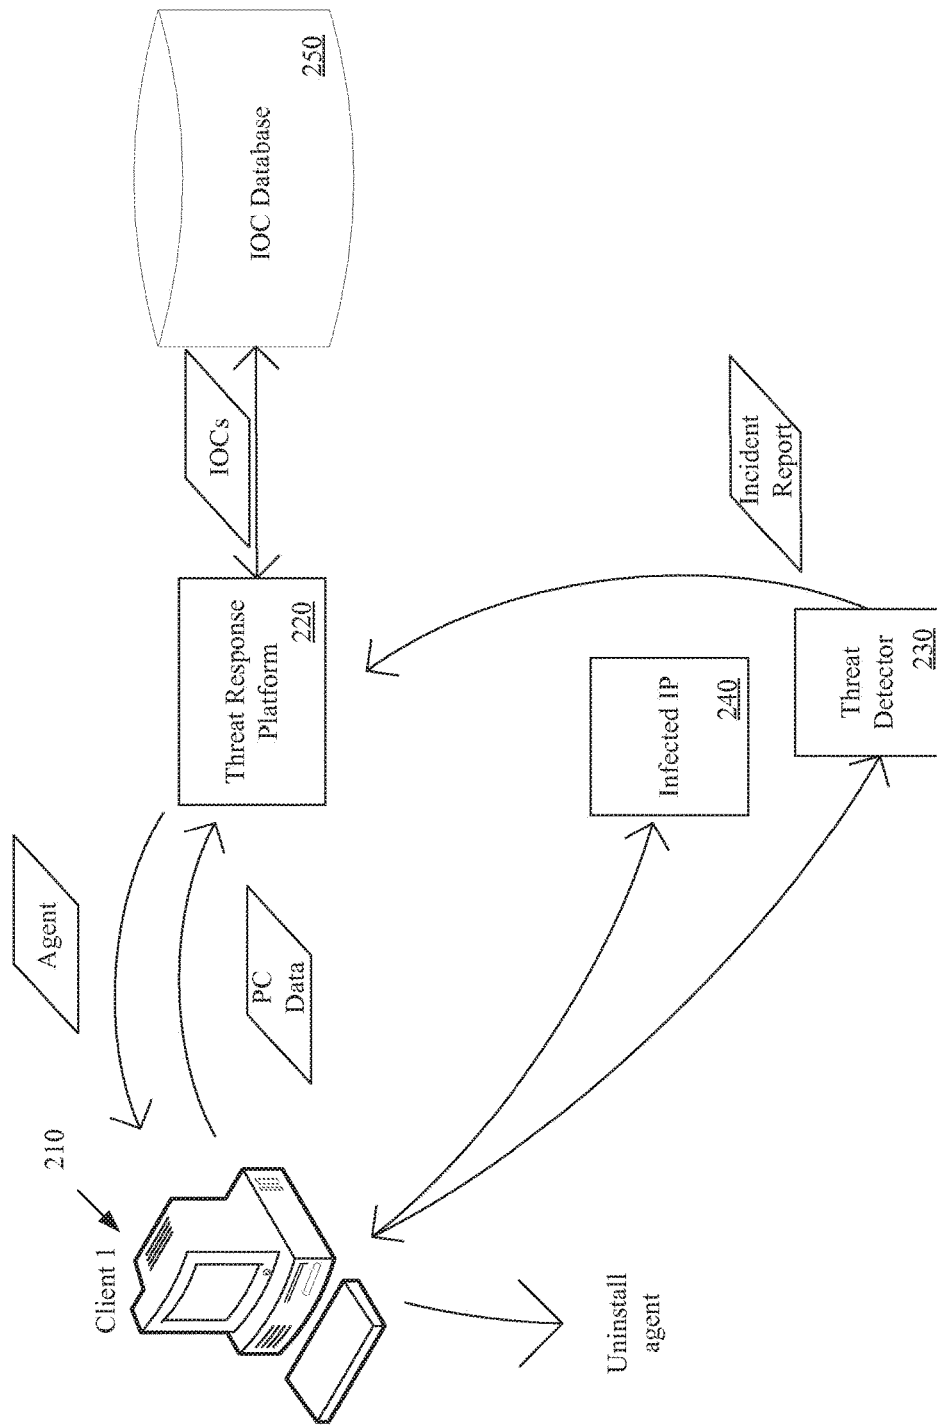 210
Client 1
Agent
PC
Data
Threat Response
Platform
220
IOCs
IOC Database
250
Uninstall
agent
Infected IP
240
Incident
Report
Threat
Detector
230